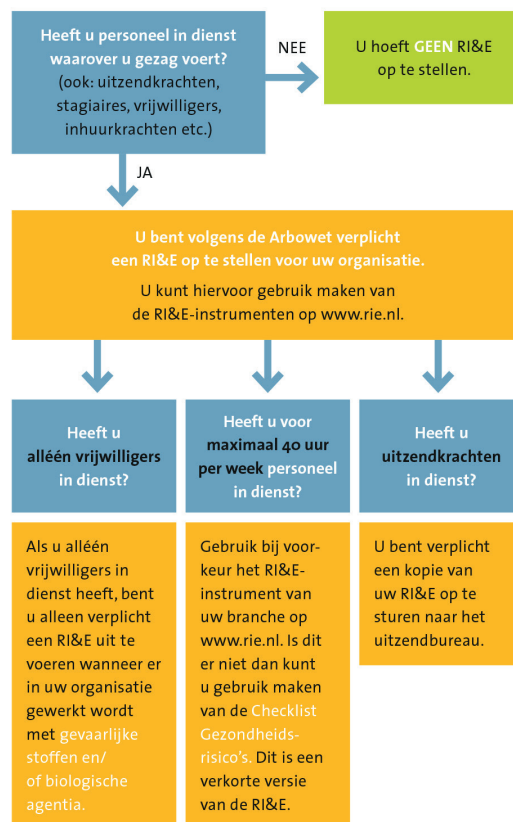 Heeft u personeel in dienst
waarover u gezag voert?
(ook: uitzendkrachten,
stagiaires, vrijwilligers,
inhuurkrachten etc.)
NEE
U hoeft GEEN RI&E
op te stellen.
JA
U bent volgens de Arbowet verplicht
een RI&E op te stellen voor uw organisatie.
U kunt hiervoor gebruik maken van
de RI&E-instrumenten op www.rie.nl.
Heeft u
alléén vrijwilligers
in dienst?
Heeft u voor
maximaal 40 uur
per week personeel
in dienst?
Heeft u
uitzendkrachten
in dienst?
Als u alléén
vrijwilligers in
dienst heeft, bent
u alleen verplicht
een RI&E uit te
voeren wanneer er
in uw organisatie
gewerkt wordt
met gevaarlijke
stoffen en/
of biologische
agentia.
Gebruik bij voor-
keur het RI&E-
instrument van
uw branche op
www.rie.nl. Is dit
er niet dan kunt
u gebruik maken
van de Checklist
Gezondheids-
risico's. Dit is een
verkorte versie
van de RI&E.
U bent verplicht
een kopie van
uw RI&E op te
sturen naar het
uitzendbureau.